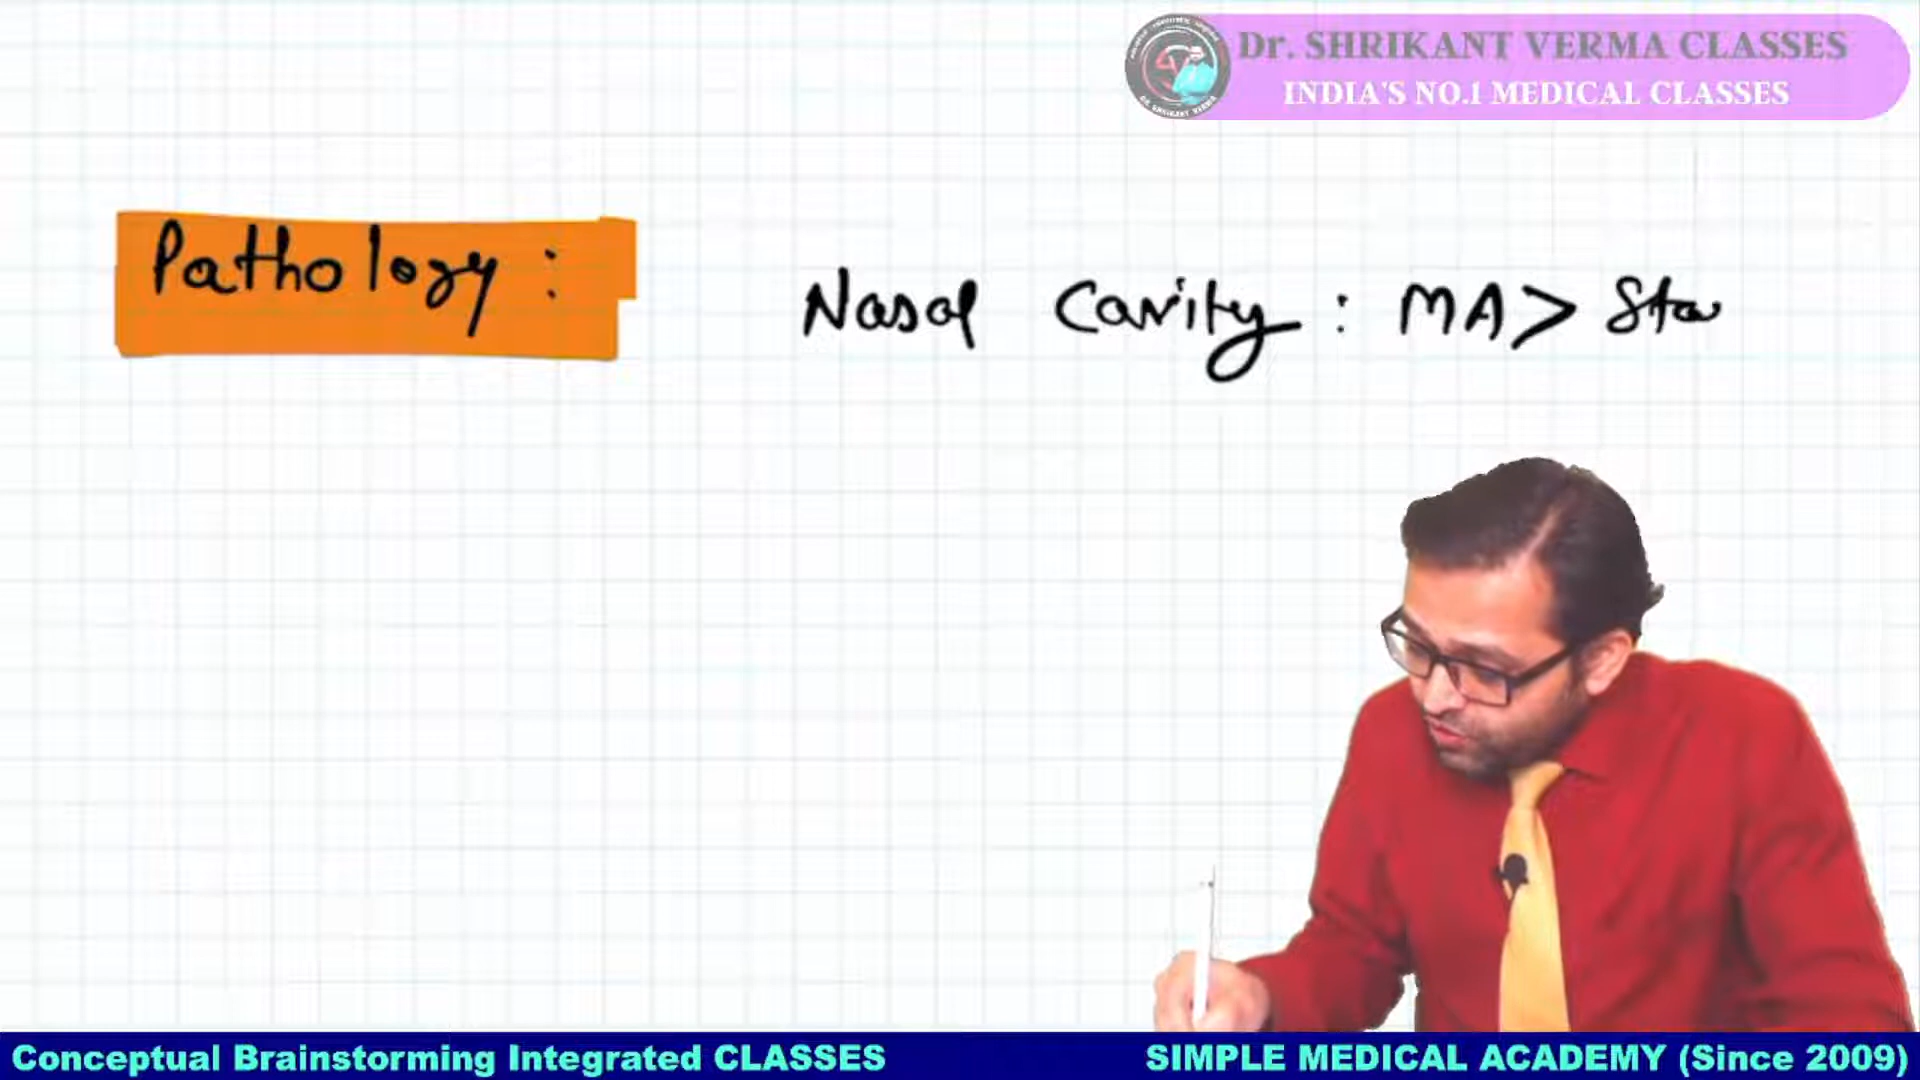 Dr. SHRIKANT VERMA CLASSES
INDIA'S NO.1 MEDICAL CLASSES
Pathology :
Nasal Cavity : MA > Sta
Conceptual Brainstorming Integrated CLASSES
SIMPLE MEDICAL ACADEMY (Since 2009)